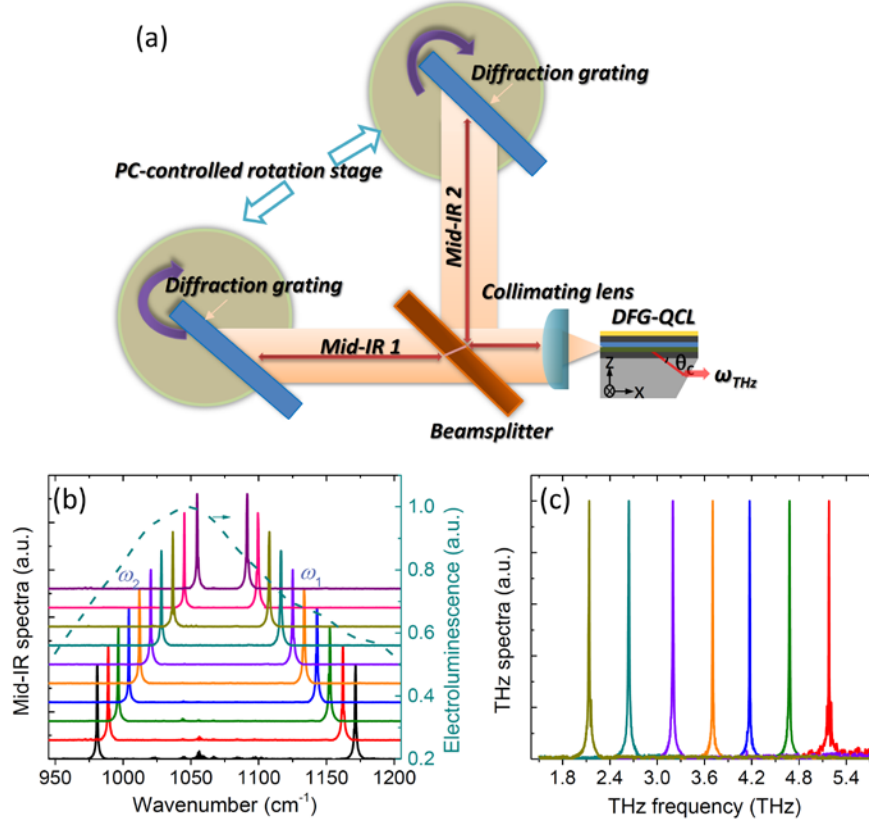 (a)
Diffraction grating
PC-controlled rotation stage
Mid-IR 2
Diffraction grating
Collimating lens
DFG-QCL
Mid-IR 1
Z
X
θc
ωTHz
Beamsplitter
(b)
ω2
ω1
Mid-IR spectra (a.u.)
1.0
0.8
0.6
0.4
0.2
Electroluminescence (a.u.)
950 1000 1050 1100 1150 1200
Wavenumber (cm⁻¹)
(c)
THz spectra (a.u.)
1.8 2.4 3.0 3.6 4.2 4.8 5.4
THz frequency (THz)